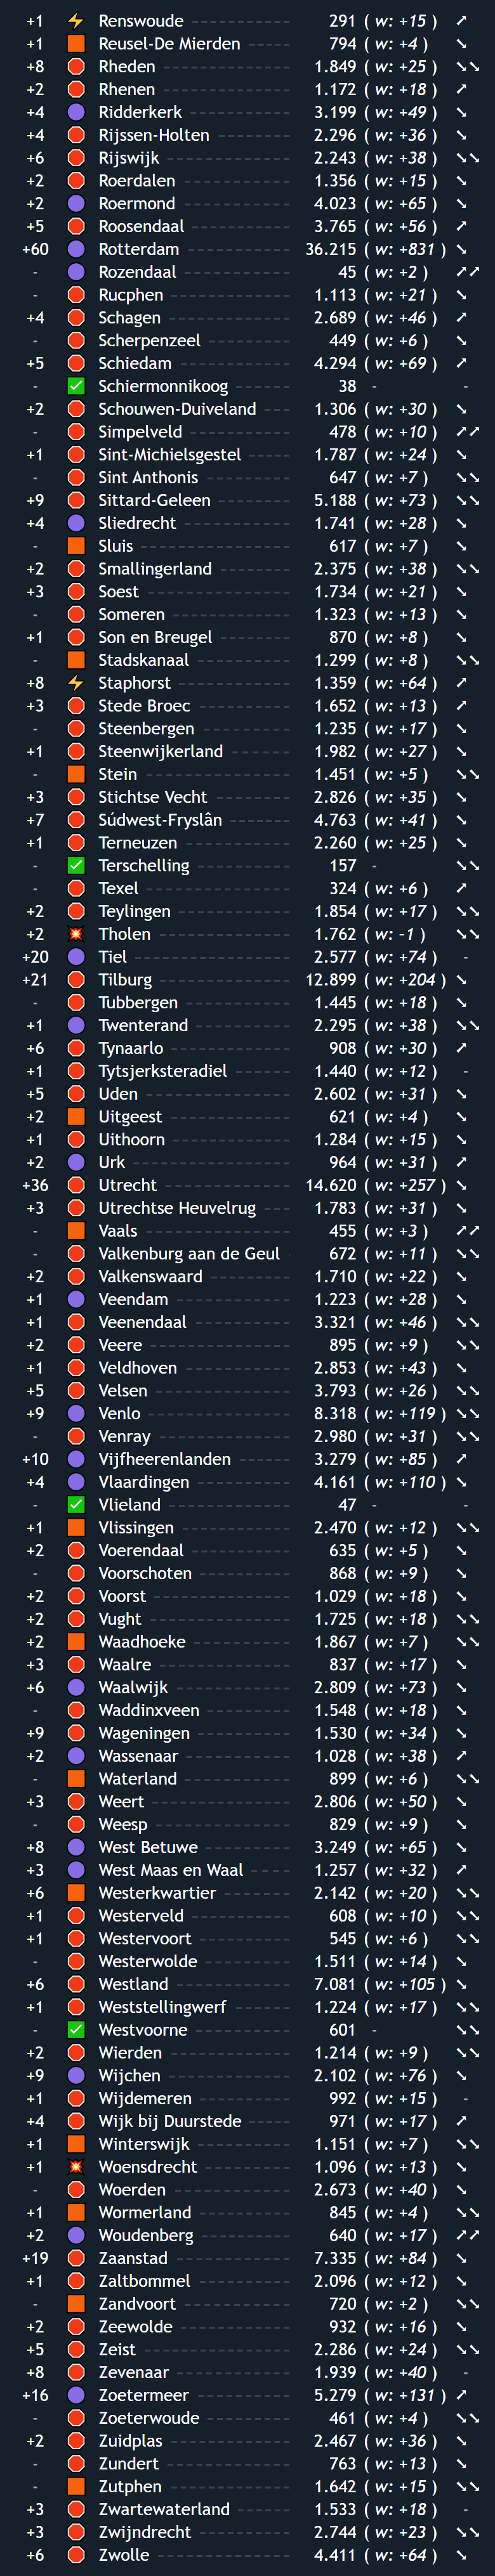 +1 ⚡ Renswoude 291 ( w: +15 ) ↗
+1 🟧 Reusel-De Mierden 794 ( w: +4 ) ↘
+8 🛑 Rheden 1.849 ( w: +25 ) ↘↘
+2 🛑 Rhenen 1.172 ( w: +18 ) ↗
+4 🟣 Ridderkerk 3.199 ( w: +49 ) ↘
+4 🛑 Rijssen-Holten 2.296 ( w: +36 ) ↘
+6 🛑 Rijswijk 2.243 ( w: +38 ) ↘↘
+2 🛑 Roerdalen 1.356 ( w: +15 ) ↘
+2 🟣 Roermond 4.023 ( w: +65 ) ↘
+5 🛑 Roosendaal 3.765 ( w: +56 ) ↗
+60 🟣 Rotterdam 36.215 ( w: +831 ) ↘
- 🟣 Rozendaal 45 ( w: +2 ) ↗↗
- 🛑 Rucphen 1.113 ( w: +21 ) ↘
+4 🛑 Schagen 2.689 ( w: +46 ) ↗
- 🛑 Scherpenzeel 449 ( w: +6 ) ↘
+5 🛑 Schiedam 4.294 ( w: +69 ) ↗
- ✅ Schiermonnikoog 38 - -
+2 🛑 Schouwen-Duiveland 1.306 ( w: +30 ) ↘
- 🛑 Simpelveld 478 ( w: +10 ) ↗↗
+1 🛑 Sint-Michielsgestel 1.787 ( w: +24 ) ↘
- 🛑 Sint Anthonis 647 ( w: +7 ) ↘↘
+9 🛑 Sittard-Geleen 5.188 ( w: +73 ) ↘↘
+4 🟣 Sliedrecht 1.741 ( w: +28 ) ↘
- 🟧 Sluis 617 ( w: +7 ) ↘
+2 🛑 Smallingerland 2.375 ( w: +38 ) ↘↘
+3 🛑 Soest 1.734 ( w: +21 ) ↘
- 🛑 Someren 1.323 ( w: +13 ) ↘
+1 🛑 Son en Breugel 870 ( w: +8 ) ↘
- 🟧 Stadskanaal 1.299 ( w: +8 ) ↘↘
+8 ⚡ Staphorst 1.359 ( w: +64 ) ↗
+3 🛑 Stede Broec 1.652 ( w: +13 ) ↗
- 🛑 Steenbergen 1.235 ( w: +17 ) ↘
+1 🛑 Steenwijkerland 1.982 ( w: +27 ) ↘
- 🟧 Stein 1.451 ( w: +5 ) ↘↘
+3 🛑 Stichtse Vecht 2.826 ( w: +35 ) ↘
+7 🛑 Súdwest-Fryslân 4.763 ( w: +41 ) ↘
+1 🛑 Terneuzen 2.260 ( w: +25 ) ↘
- ✅ Terschelling 157 - ↘↘
- 🛑 Texel 324 ( w: +6 ) ↗
+2 🛑 Teylingen 1.854 ( w: +17 ) ↘↘
+2 💥 Tholen 1.762 ( w: -1 ) ↘↘
+20 🟣 Tiel 2.577 ( w: +74 ) -
+21 🛑 Tilburg 12.899 ( w: +204 ) ↘
- 🛑 Tubbergen 1.445 ( w: +18 ) ↘
+1 🟣 Twenterand 2.295 ( w: +38 ) ↘↘
+6 🛑 Tynaarlo 908 ( w: +30 ) ↗
+1 🛑 Tytsjerksteradiel 1.440 ( w: +12 ) -
+5 🛑 Uden 2.602 ( w: +31 ) ↘
+2 🟧 Uitgeest 621 ( w: +4 ) ↘
+1 🛑 Uithoorn 1.284 ( w: +15 ) ↘
+2 🟣 Urk 964 ( w: +31 ) ↗
+36 🛑 Utrecht 14.620 ( w: +257 ) ↘
+3 🛑 Utrechtse Heuvelrug 1.783 ( w: +31 ) ↘
- 🟧 Vaals 455 ( w: +3 ) ↗↗
- 🛑 Valkenburg aan de Geul 672 ( w: +11 ) ↘↘
+2 🛑 Valkenswaard 1.710 ( w: +22 ) ↘
+1 🟣 Veendam 1.223 ( w: +28 ) ↘
+1 🛑 Veenendaal 3.321 ( w: +46 ) ↘↘
+2 🛑 Veere 895 ( w: +9 ) ↘↘
+1 🛑 Veldhoven 2.853 ( w: +43 ) ↘
+5 🛑 Velsen 3.793 ( w: +26 ) ↘↘
+9 🟣 Venlo 8.318 ( w: +119 ) ↘↘
- 🛑 Venray 2.980 ( w: +31 ) ↘↘
+10 🟣 Vijfheerenlanden 3.279 ( w: +85 ) ↗
+4 🟣 Vlaardingen 4.161 ( w: +110 ) ↘
- ✅ Vlieland 47 - -
+1 🟧 Vlissingen 2.470 ( w: +12 ) ↘↘
+2 🛑 Voerendaal 635 ( w: +5 ) ↘
- 🛑 Voorschoten 868 ( w: +9 ) ↘
+2 🛑 Voorst 1.029 ( w: +18 ) ↘
+2 🛑 Vught 1.725 ( w: +18 ) ↘↘
+2 🟧 Waadhoeke 1.867 ( w: +7 ) ↘↘
+3 🛑 Waalre 837 ( w: +17 ) ↘
+6 🟣 Waalwijk 2.809 ( w: +73 ) ↘
- 🛑 Waddinxveen 1.548 ( w: +18 ) ↘
+9 🛑 Wageningen 1.530 ( w: +34 ) ↘
+2 🟣 Wassenaar 1.028 ( w: +38 ) ↗
- 🟧 Waterland 899 ( w: +6 ) ↘↘
+3 🛑 Weert 2.806 ( w: +50 ) ↘
- 🛑 Weesp 829 ( w: +9 ) ↘
+8 🟣 West Betuwe 3.249 ( w: +65 ) ↘
+3 🟣 West Maas en Waal 1.257 ( w: +32 ) ↗
+6 🟧 Westerkwartier 2.142 ( w: +20 ) ↘↘
+1 🛑 Westerveld 608 ( w: +10 ) ↘↘
+1 🛑 Westervoort 545 ( w: +6 ) ↘↘
- 🛑 Westerwolde 1.511 ( w: +14 ) ↘
+6 🛑 Westland 7.081 ( w: +105 ) ↘
+1 🛑 Weststellingwerf 1.224 ( w: +17 ) ↘↘
- ✅ Westvoorne 601 - ↘↘
+2 🛑 Wierden 1.214 ( w: +9 ) ↘↘
+9 🟣 Wijchen 2.102 ( w: +76 ) ↘
+1 🛑 Wijdemeren 992 ( w: +15 ) -
+4 🛑 Wijk bij Duurstede 971 ( w: +17 ) ↗
+1 🟧 Winterswijk 1.151 ( w: +7 ) ↘↘
+1 💥 Woensdrecht 1.096 ( w: +13 ) ↘
- 🛑 Woerden 2.673 ( w: +40 ) ↘
+1 🟧 Wormerland 845 ( w: +4 ) ↘↘
+2 🟣 Woudenberg 640 ( w: +17 ) ↗↗
+19 🛑 Zaanstad 7.335 ( w: +84 ) ↘
+1 🛑 Zaltbommel 2.096 ( w: +12 ) ↘
- 🟧 Zandvoort 720 ( w: +2 ) ↘↘
+2 🛑 Zeewolde 932 ( w: +16 ) ↘
+5 🛑 Zeist 2.286 ( w: +24 ) ↘↘
+8 🛑 Zevenaar 1.939 ( w: +40 ) -
+16 🟣 Zoetermeer 5.279 ( w: +131 ) ↗
- 🛑 Zoeterwoude 461 ( w: +4 ) ↘↘
+2 🛑 Zuidplas 2.467 ( w: +36 ) ↘
- 🛑 Zundert 763 ( w: +13 ) ↘
- 🟧 Zutphen 1.642 ( w: +15 ) ↘↘
+3 🛑 Zwartewaterland 1.533 ( w: +18 ) -
+3 🛑 Zwijndrecht 2.744 ( w: +23 ) ↘↘
+6 🛑 Zwolle 4.411 ( w: +64 ) ↘